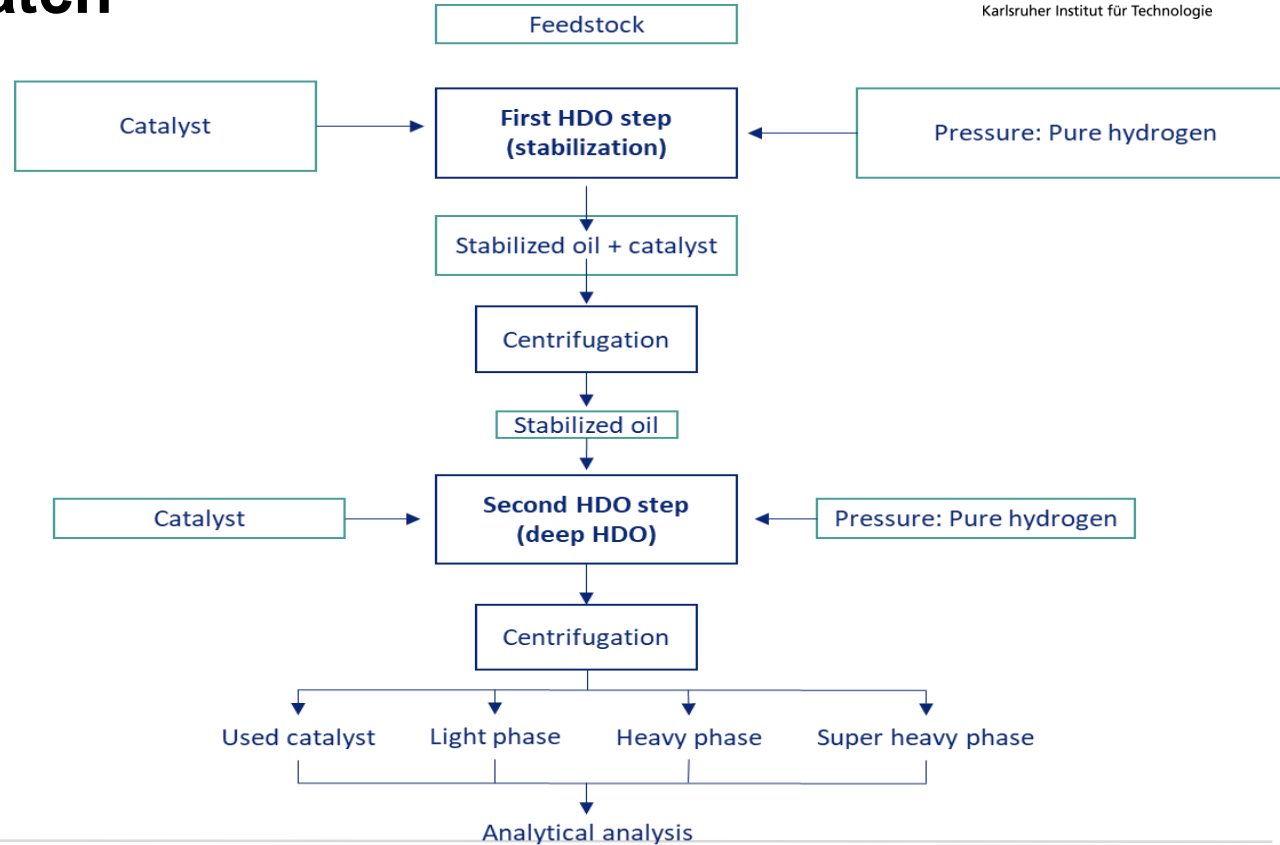 Karlsruher Institut für Technologie
Feedstock
Catalyst
First HDO step
(stabilization)
Pressure: Pure hydrogen
Stabilized oil + catalyst
Centrifugation
Stabilized oil
Catalyst
Second HDO step
(deep HDO)
Pressure: Pure hydrogen
Centrifugation
Used catalyst
Light phase
Heavy phase
Super heavy phase
Analytical analysis